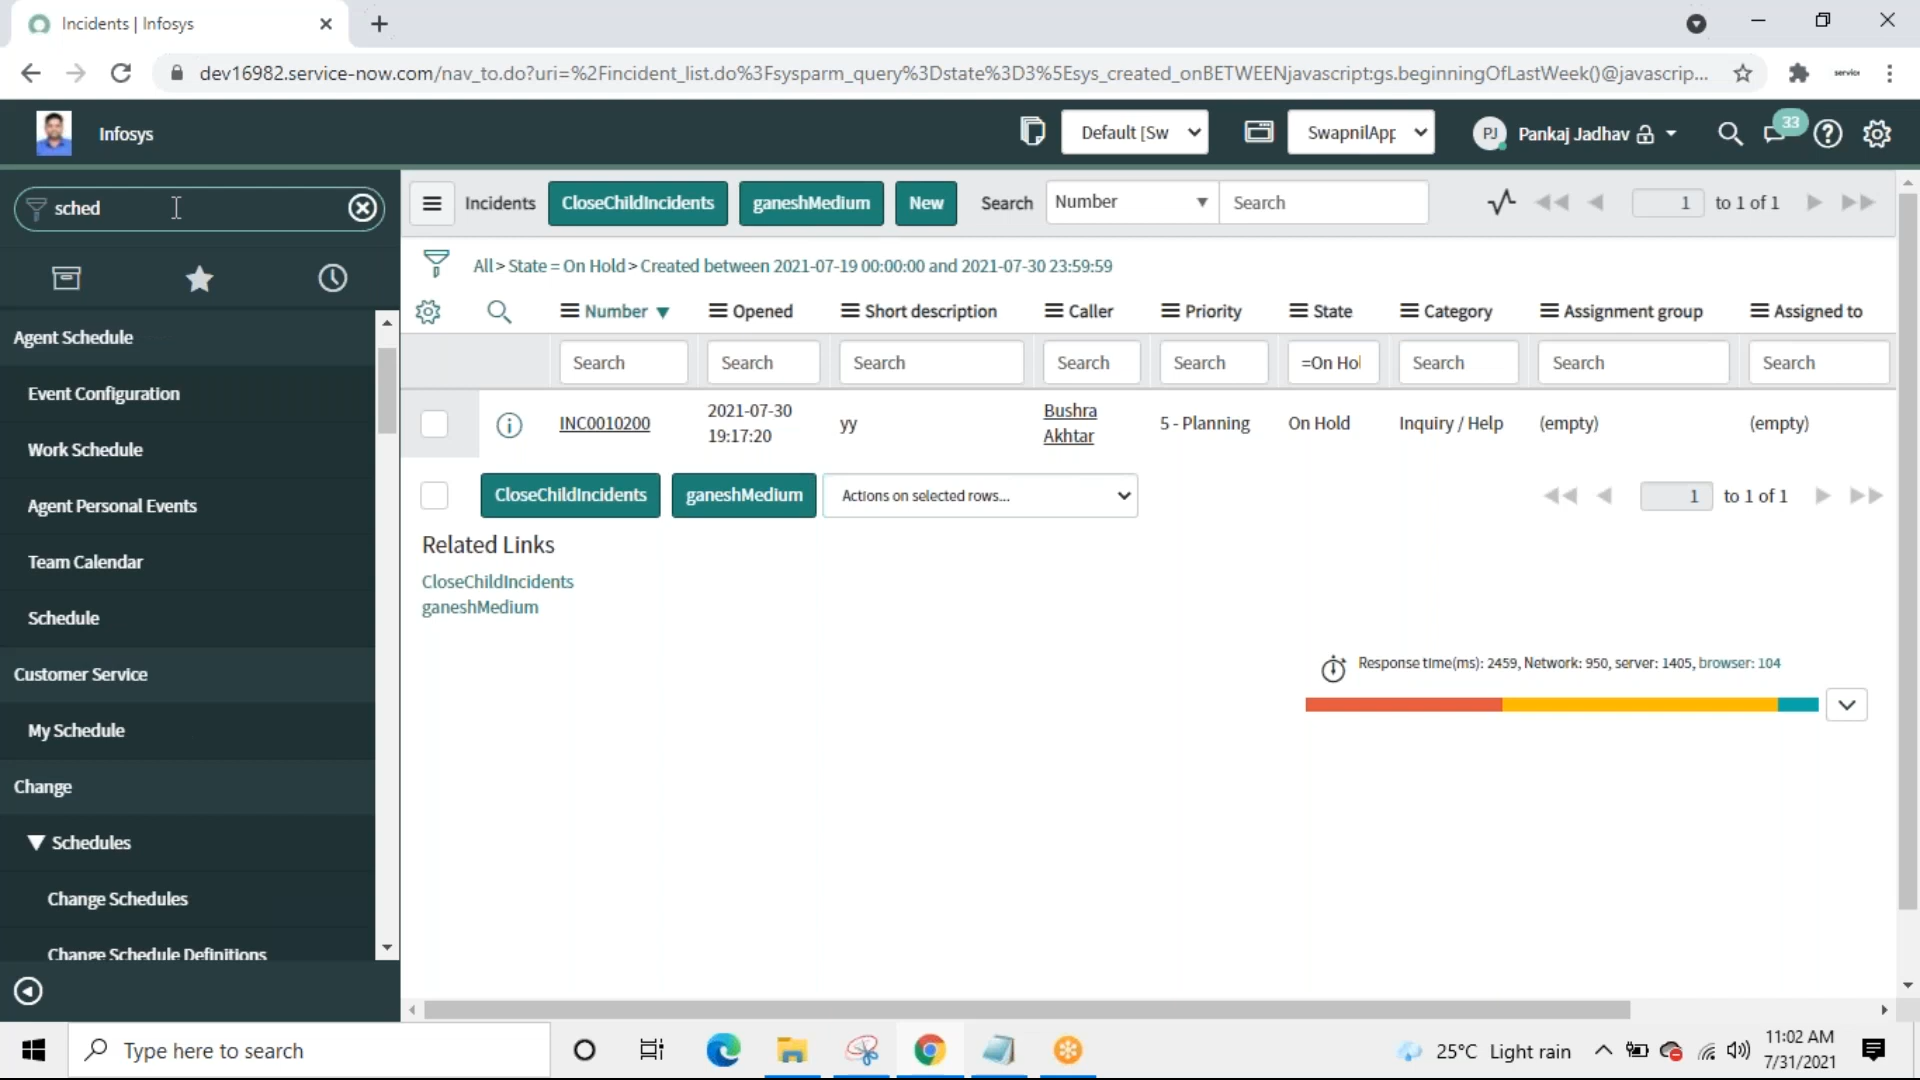 Incidents | Infosys
dev16982.service-now.com/nav_to.do?uri=%2Fincident_list.do%3Fsysparm_query%3Dstate%3D3%5Esys_created_onBETWEENjavascript:gs.beginningOfLastWeek()@javascrip...
service
Infosys
Default [Sw
SwapnilApp
PJ
Pankaj Jadhav
33
sched
Incidents
CloseChildIncidents
ganeshMedium
New
Search
Number
Search
1
to 1 of 1
All > State = On Hold > Created between 2021-07-19 00:00:00 and 2021-07-30 23:59:59
Number
Opened
Short description
Caller
Priority
State
Category
Assignment group
Assigned to
Search
Search
Search
Search
Search
=On Hol
Search
Search
Search
INC0010200
2021-07-30
19:17:20
yy
Bushra
Akhtar
5 - Planning
On Hold
Inquiry / Help
(empty)
(empty)
CloseChildIncidents
ganeshMedium
Actions on selected rows...
1
to 1 of 1
Related Links
CloseChildIncidents
ganeshMedium
Response time(ms): 2459, Network: 950, server: 1405, browser: 104
Agent Schedule
Event Configuration
Work Schedule
Agent Personal Events
Team Calendar
Schedule
Customer Service
My Schedule
Change
Schedules
Change Schedules
Change Schedule Definitions
Type here to search
25°C Light rain
11:02 AM
7/31/2021